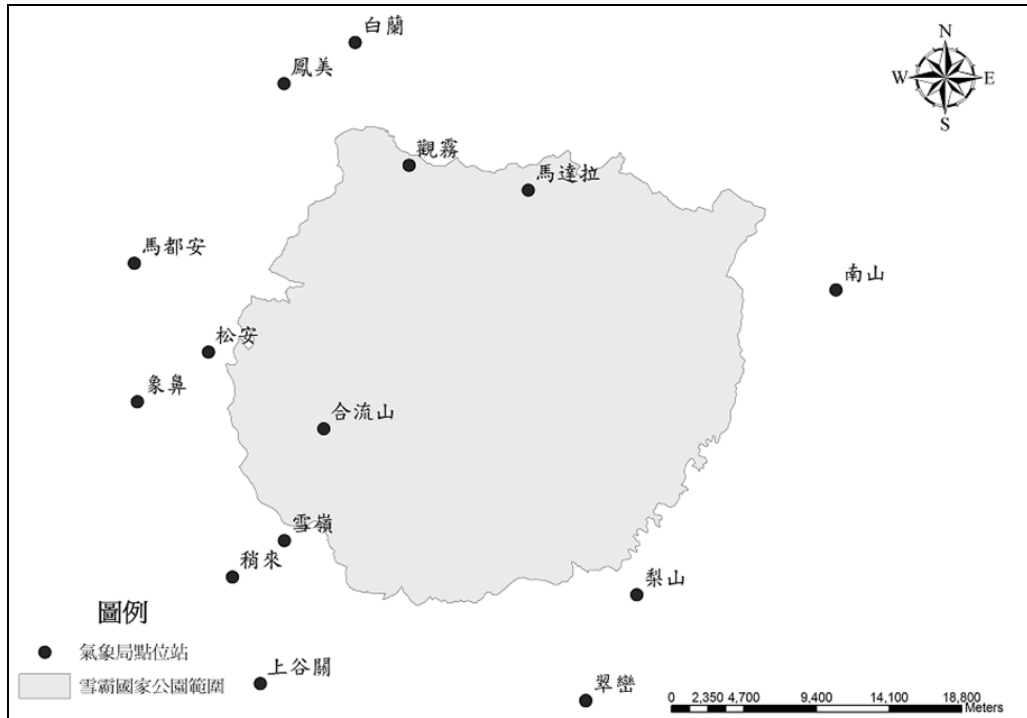 白蘭
N
鳳美
W
E
S
觀霧
馬達拉
馬都安
南山
松安
象鼻
合流山
雪嶺
稍來
梨山
圖例
氣象局點位站
上谷關
雪霸國家公園範圍
翠巒
0 2,350 4,700 9,400 14,100 18,800
Meters